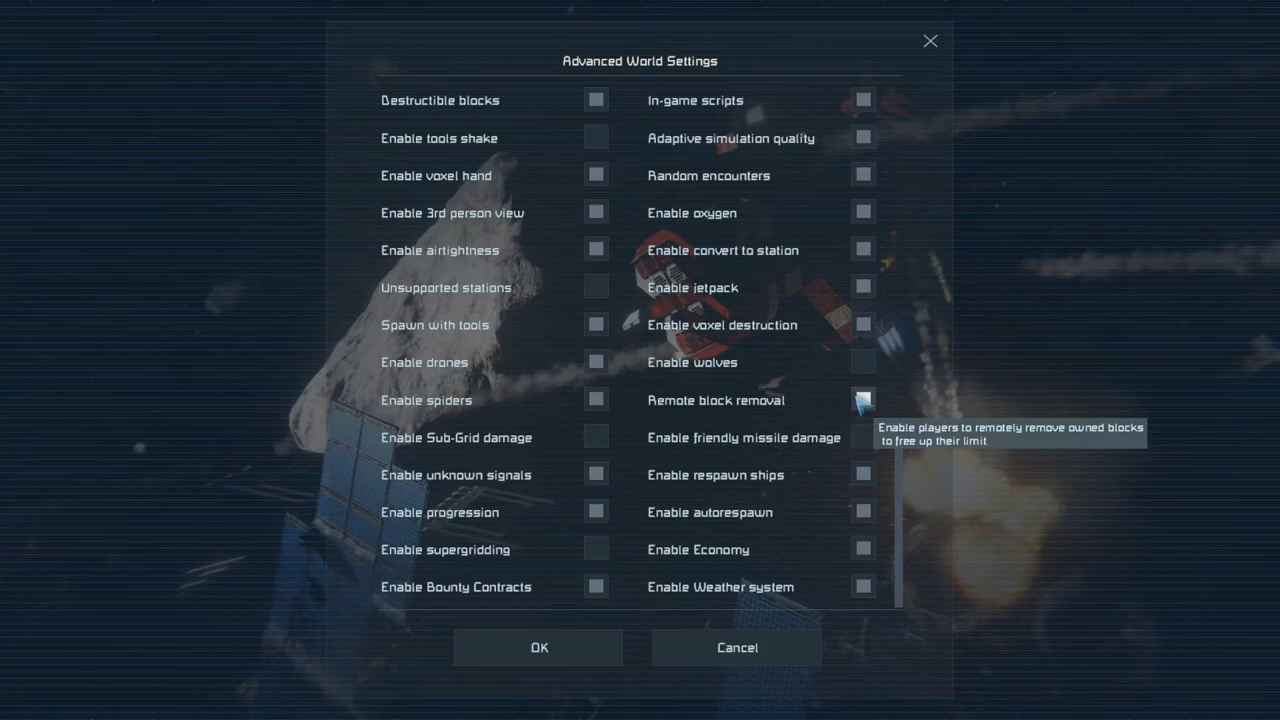 Advanced World Settings
Destructible blocks In-game scripts
Enable tools shake Adaptive simulation quality
Enable voxel hand Random encounters
Enable 3rd person view Enable oxygen
Enable airtightness Enable convert to station
Unsupported stations Enable jetpack
Spawn with tools Enable voxel destruction
Enable drones Enable wolves
Enable spiders Remote block removal
Enable Sub-Grid damage Enable friendly missile damage
Enable players to remotely remove owned blocks
to free up their limit
Enable unknown signals Enable respawn ships
Enable progression Enable autorespawn
Enable supergridding Enable Economy
Enable Bounty Contracts Enable Weather system
OK Cancel